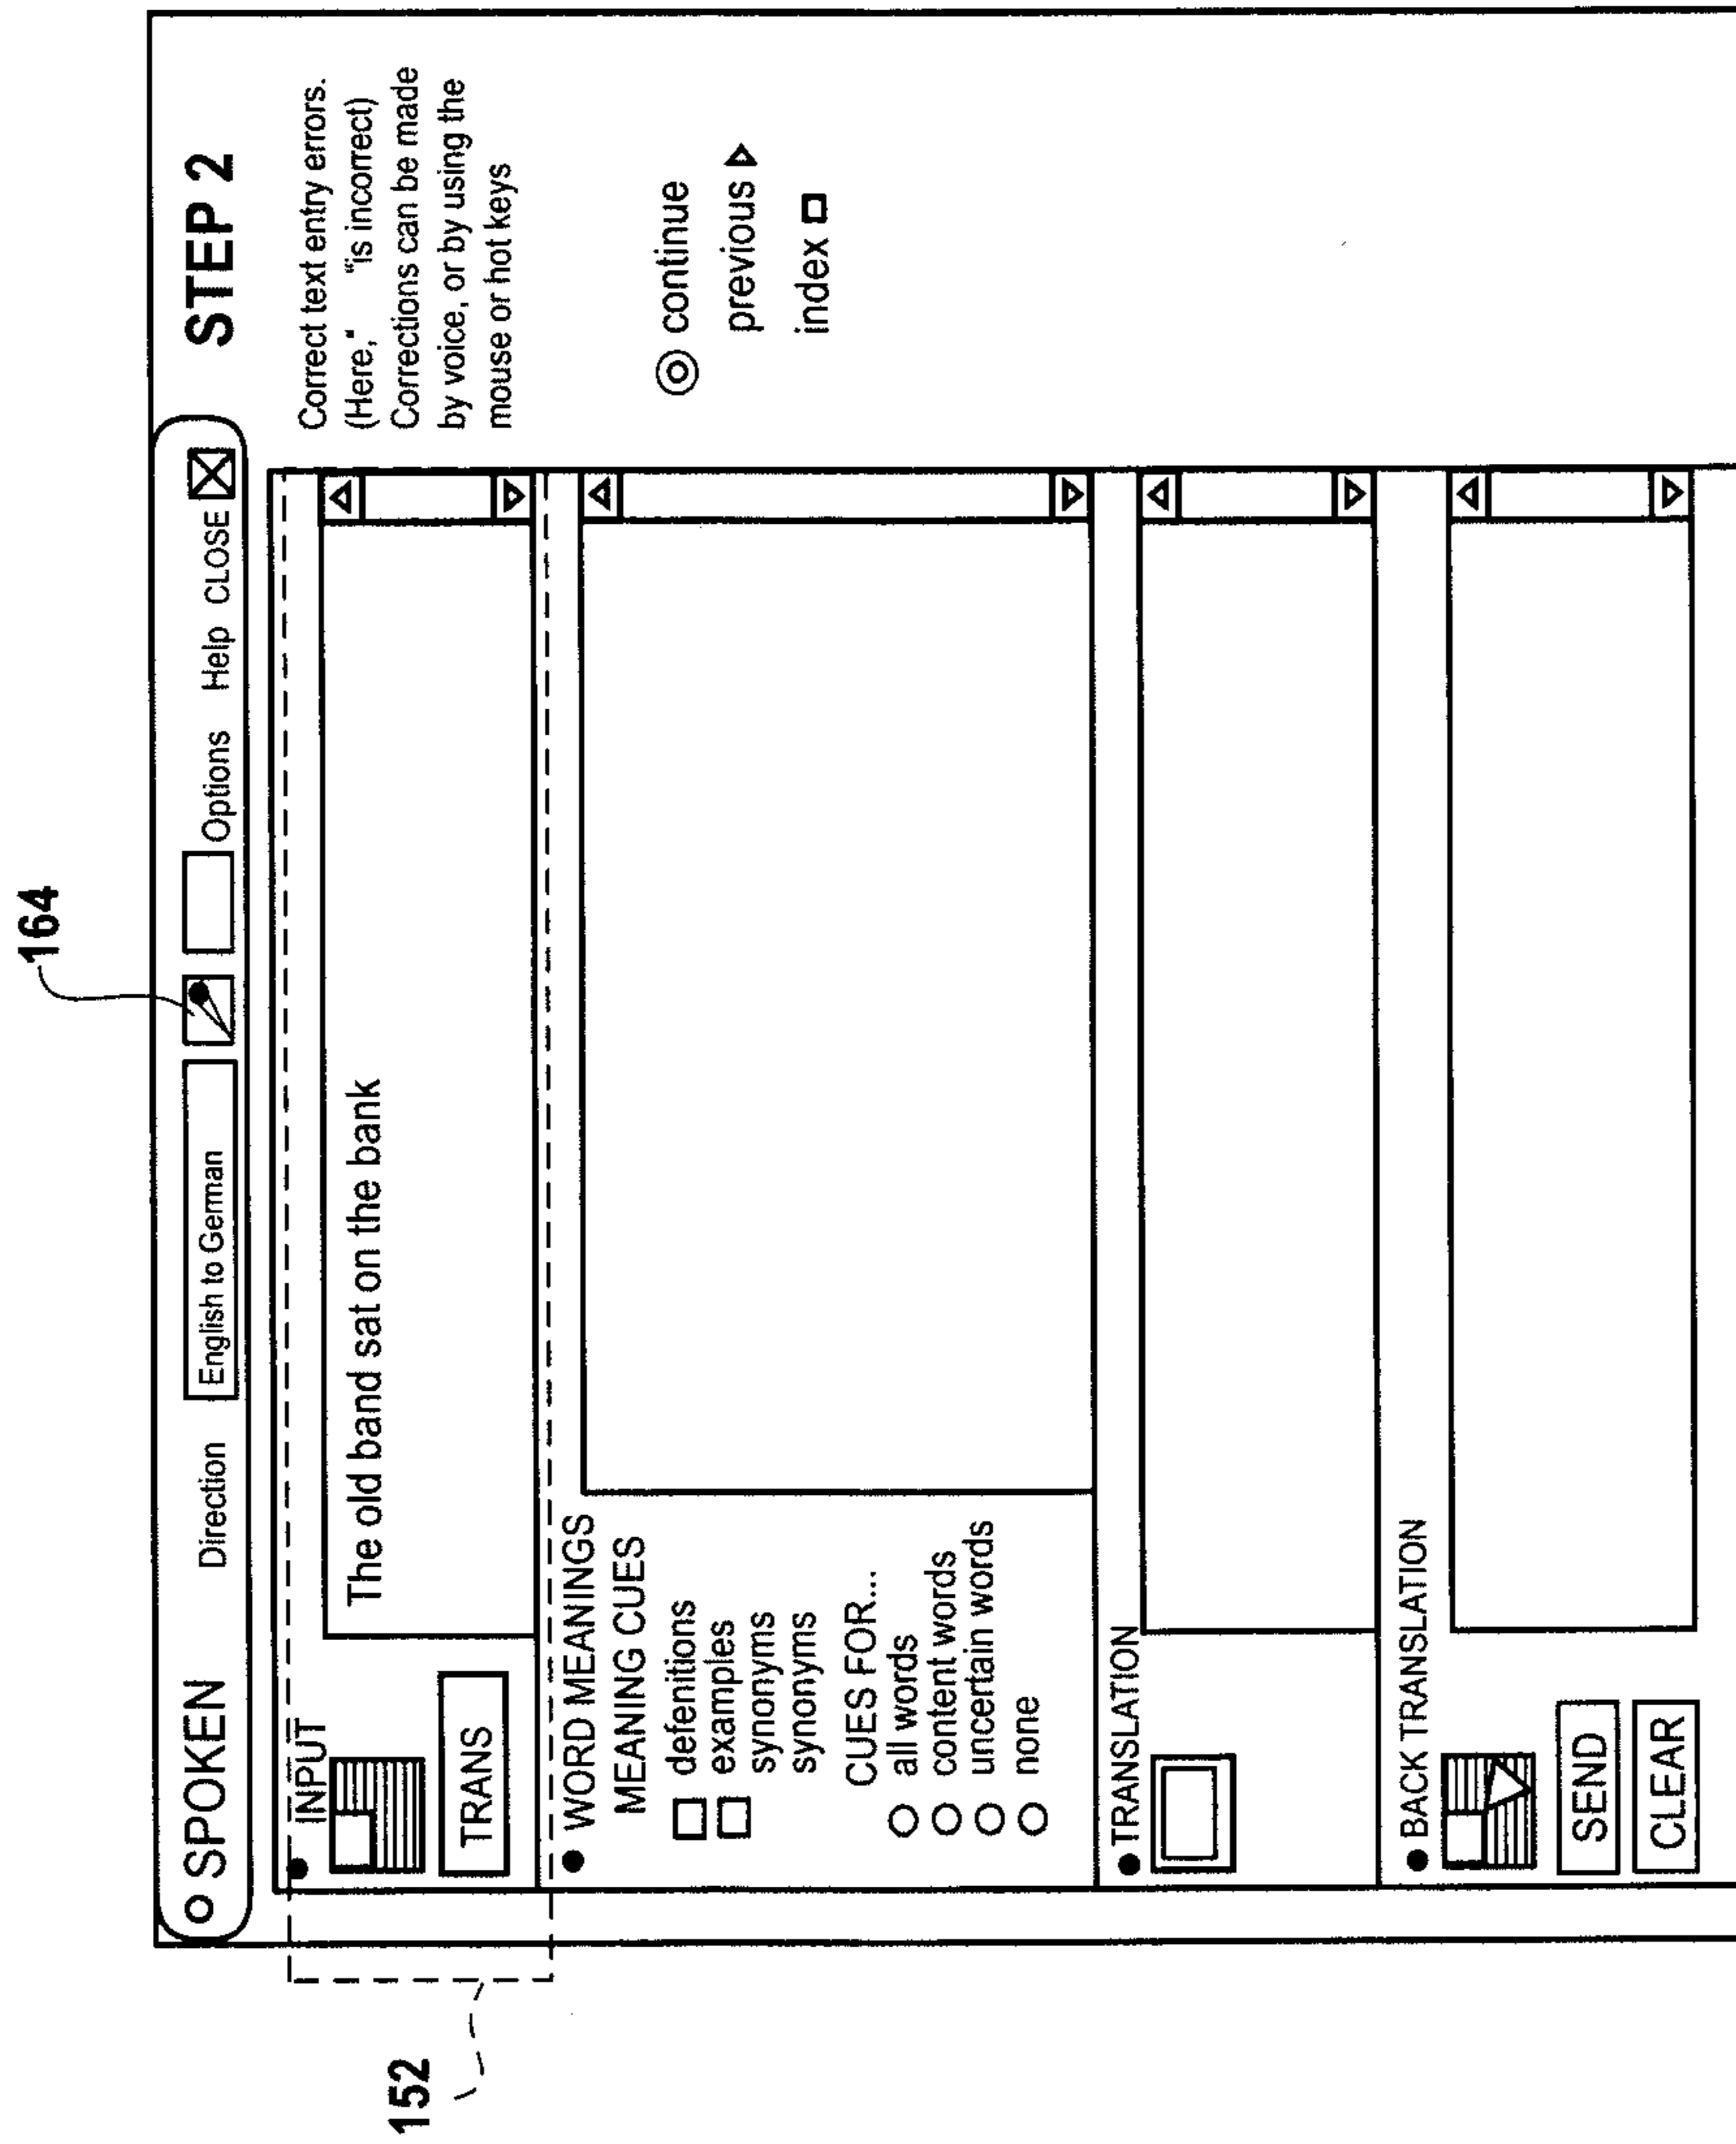 164
SPOKEN Direction English to German Options Help CLOSE
STEP 2
152
INPUT
TRANS
The old band sat on the bank
Correct text entry errors.
(Here,“ “is incorrect)
Corrections can be made
by voice, or by using the
mouse or hot keys
continue
previous
index
WORD MEANINGS
MEANING CUES
defenitions
examples
synonyms
synonyms
CUES FOR...
all words
content words
uncertain words
none
TRANSLATION
BACK TRANSLATION
SEND
CLEAR